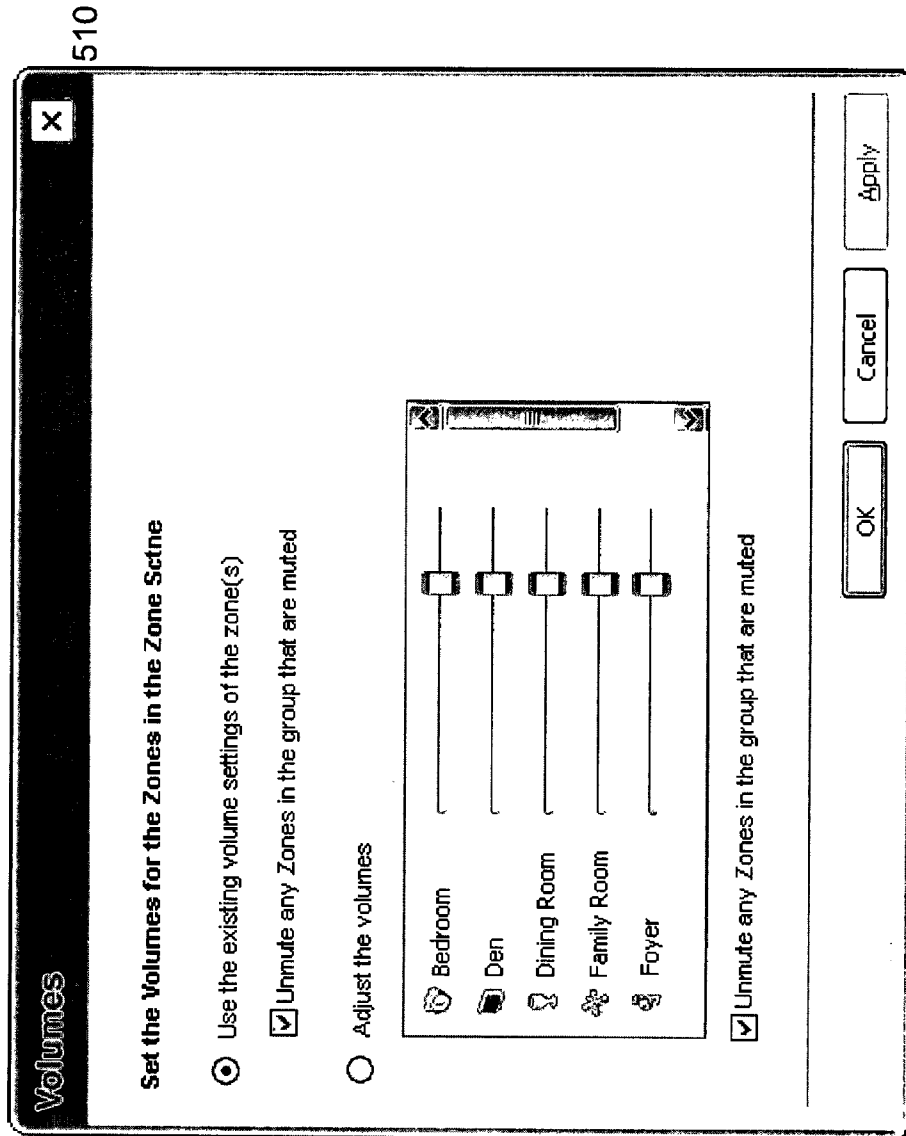 510
Volumes
Set the Volumes for the Zones in the Zone Sctne
Use the existing volume settings of the zone(s)
Unmute any Zones in the group that are muted
Adjust the volumes
Bedroom
Den
Dining Room
Family Room
Foyer
Unmute any Zones in the group that are muted
OK
Cancel
Apply